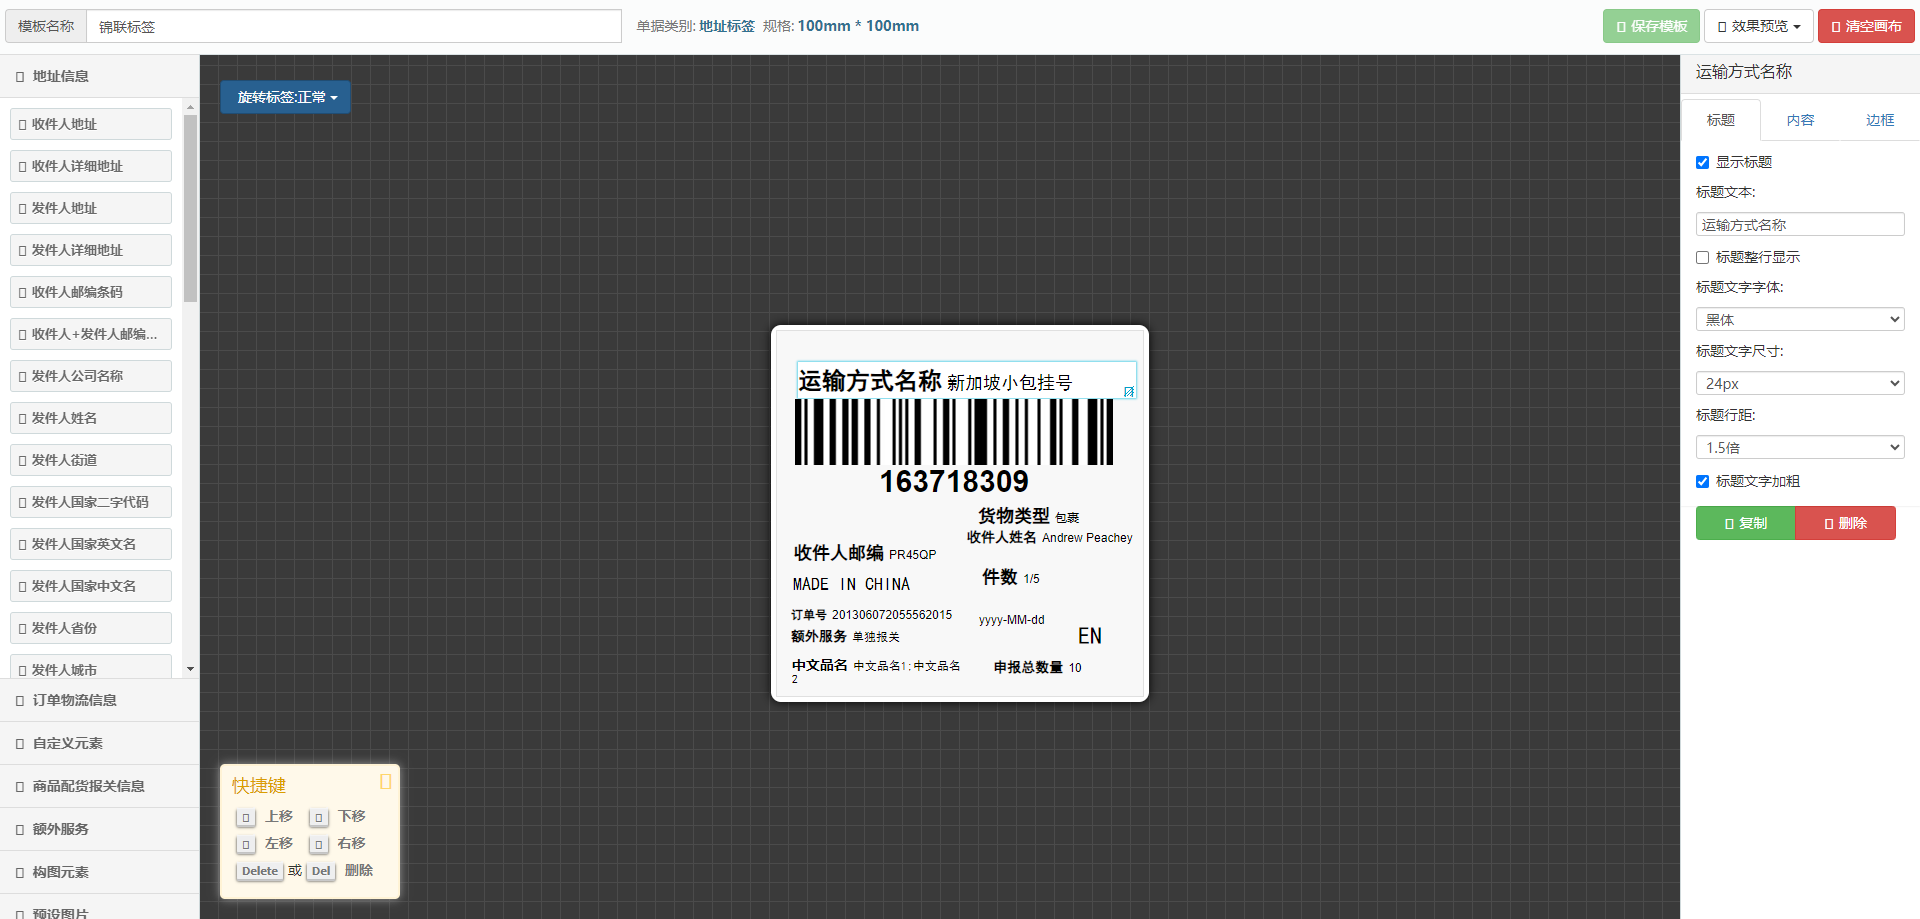 模板名称 锦联标签 单据类别: 地址标签 规格: 100mm * 100mm 保存模板 效果预览 清空画布
地址信息
收件人地址
收件人详细地址
发件人地址
发件人详细地址
收件人邮编条码
收件人+发件人邮编...
发件人公司名称
发件人姓名
发件人街道
发件人国家二字代码
发件人国家英文名
发件人国家中文名
发件人省份
发件人城市
订单物流信息
自定义元素
商品配货报关信息
额外服务
构图元素
预设图片
旋转标签:正常
运输方式名称 新加坡小包挂号
163718309
货物类型 包裹
收件人姓名 Andrew Peachey
收件人邮编 PR45QP
件数 1/5
MADE IN CHINA
订单号 201306072055562015
yyyy-MM-dd
额外服务 单独报关
EN
中文品名 中文品名1:中文品名
2
申报总数量 10
快捷键
上移 下移
左移 右移
Delete 或 Del 删除
运输方式名称
标题 内容 边框
显示标题
标题文本:
运输方式名称
标题整行显示
标题文字字体:
黑体
标题文字尺寸:
24px
标题行距:
1.5倍
标题文字加粗
复制 删除